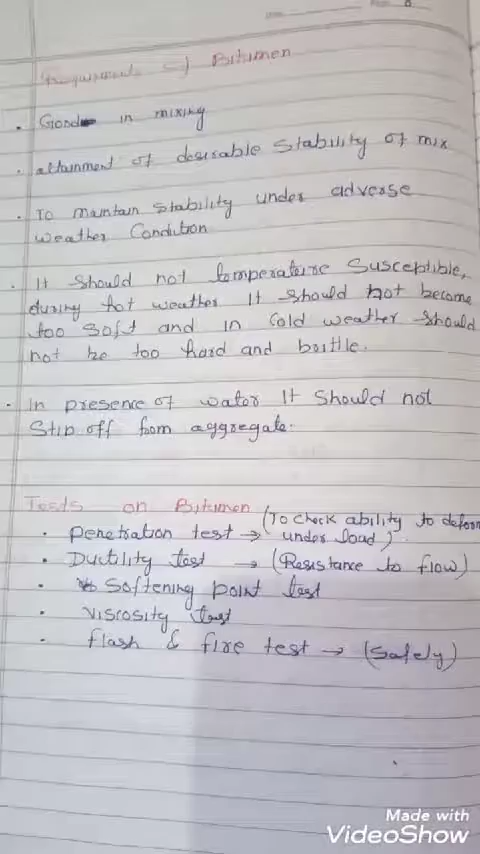 Requirements of Bitumen
• Good in mixing
• attainment of desirable stability of mix
• To maintain stability under adverse
weather Condition
• It should not temperature Susceptible,
during hot weather It should not become
too soft and in cold weather should
not be too hard and brittle.
• In presence of water It should not
Strip off from aggregate.
Tests on Bitumen
• Penetration test → (To check ability to deform
under load)
• Ductility test → (Resistance to flow)
• Softening point test
• Viscosity test
• flash & fire test → (Safely)
Made with
VideoShow